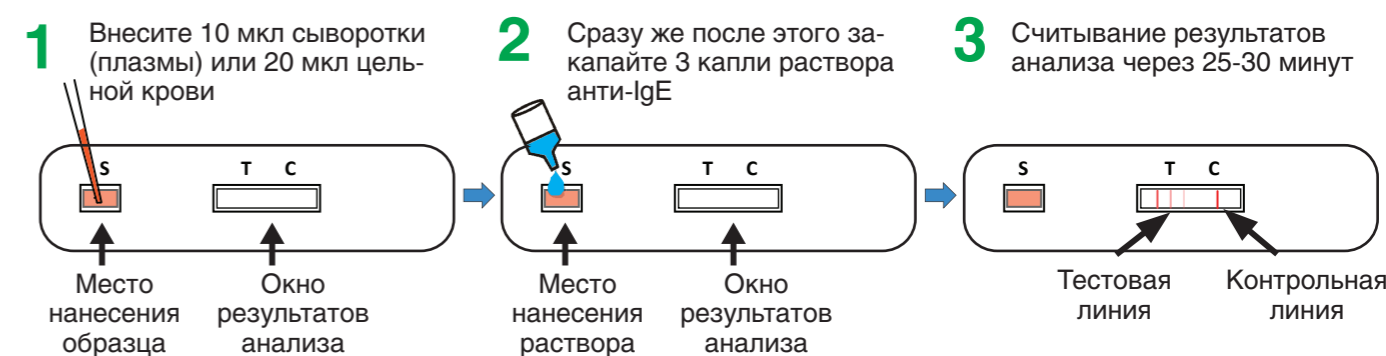 1
Внесите 10 мкл сыворотки
(плазмы) или 20 мкл цель-
ной крови
S
T C
Место
нанесения
образца
Окно
результатов
анализа
2
Сразу же после этого за-
капайте 3 капли раствора
анти-IgE
S
T C
Место
нанесения
раствора
Окно
результатов
анализа
3
Считывание результатов
анализа через 25-30 минут
S
T C
Тестовая
линия
Контрольная
линия